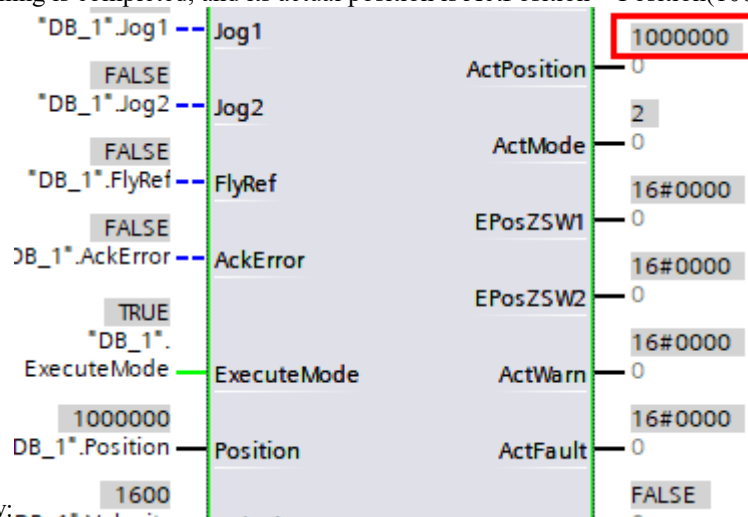 "DB_1".Jog1
Jog1
1000000
ActPosition
0
FALSE
"DB_1".Jog2
Jog2
2
ActMode
0
FALSE
"DB_1".FlyRef
FlyRef
16#0000
EPosZSW1
0
FALSE
DB_1".AckError
AckError
16#0000
EPosZSW2
0
TRUE
"DB_1".
ExecuteMode
ExecuteMode
16#0000
ActWarn
0
1000000
DB_1".Position
Position
16#0000
ActFault
0
1600
FALSE